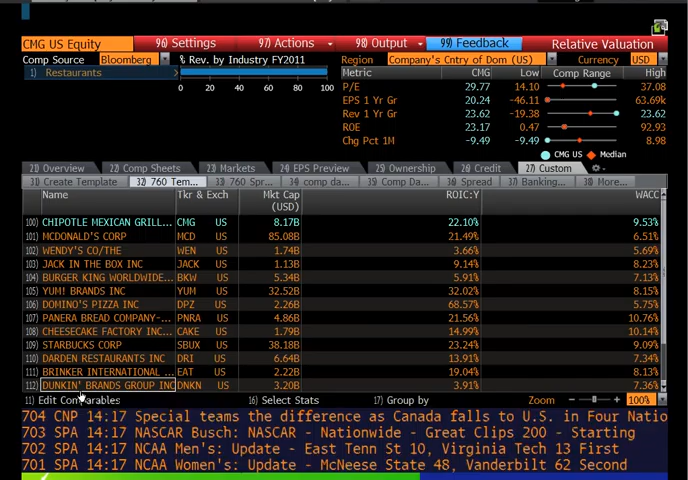 CMG US Equity 96) Settings 97) Actions 98) Output 99) Feedback Relative Valuation
Comp Source Bloomberg % Rev. by Industry FY2011 Region Company's Cntry of Dom (US) Currency USD
1) Restaurants Metric CMG Low Comp Range High
0 20 40 60 80 100
P/E 29.77 14.10 37.08
EPS 1 Yr Gr 20.24 -46.11 63.69k
Rev 1 Yr Gr 23.62 -19.38 23.62
ROE 23.17 0.47 92.93
Chg Pct 1M -9.49 -9.49 8.98
CMG US Median
21) Overview 22) Comp Sheets 23) Markets 24) EPS Preview 25) Ownership 26) Credit 27) Custom
31) Create Template 32) 760 Tem... 33) 760 Spr... 34) comp da... 35) Comp Da... 36) Spread 37) Banking... 38) More...
Name Tkr & Exch Mkt Cap (USD) ROIC:Y WACC
100) CHIPOTLE MEXICAN GRILL... CMG US 8.17B 22.10% 9.53%
101) MCDONALD'S CORP MCD US 85.08B 21.49% 6.51%
102) WENDY'S CO/THE WEN US 1.74B 3.66% 5.69%
103) JACK IN THE BOX INC JACK US 1.13B 9.14% 8.23%
104) BURGER KING WORLDWIDE... BKW US 5.34B 5.91% 7.13%
105) YUM! BRANDS INC YUM US 32.52B 32.02% 8.15%
106) DOMINO'S PIZZA INC DPZ US 2.26B 68.57% 5.75%
107) PANERA BREAD COMPANY-... PNRA US 4.86B 21.56% 10.76%
108) CHEESECAKE FACTORY INC... CAKE US 1.79B 14.99% 10.14%
109) STARBUCKS CORP SBUX US 38.18B 23.24% 9.09%
110) DARDEN RESTAURANTS INC DRI US 6.64B 13.91% 7.34%
111) BRINKER INTERNATIONAL ... EAT US 2.22B 19.04% 8.13%
112) DUNKIN' BRANDS GROUP INC DNKN US 3.20B 3.91% 7.36%
11) Edit Comparables 16) Select Stats 17) Group by Zoom - + 100%
704 CNP 14:17 Special teams the difference as Canada falls to U.S. in Four Natio
703 SPA 14:17 NASCAR Busch: NASCAR - Nationwide - Great Clips 200 - Starting
702 SPA 14:17 NCAA Men's: Update - East Tenn St 10, Virginia Tech 13 First
701 SPA 14:17 NCAA Women's: Update - McNeese State 48, Vanderbilt 62 Second